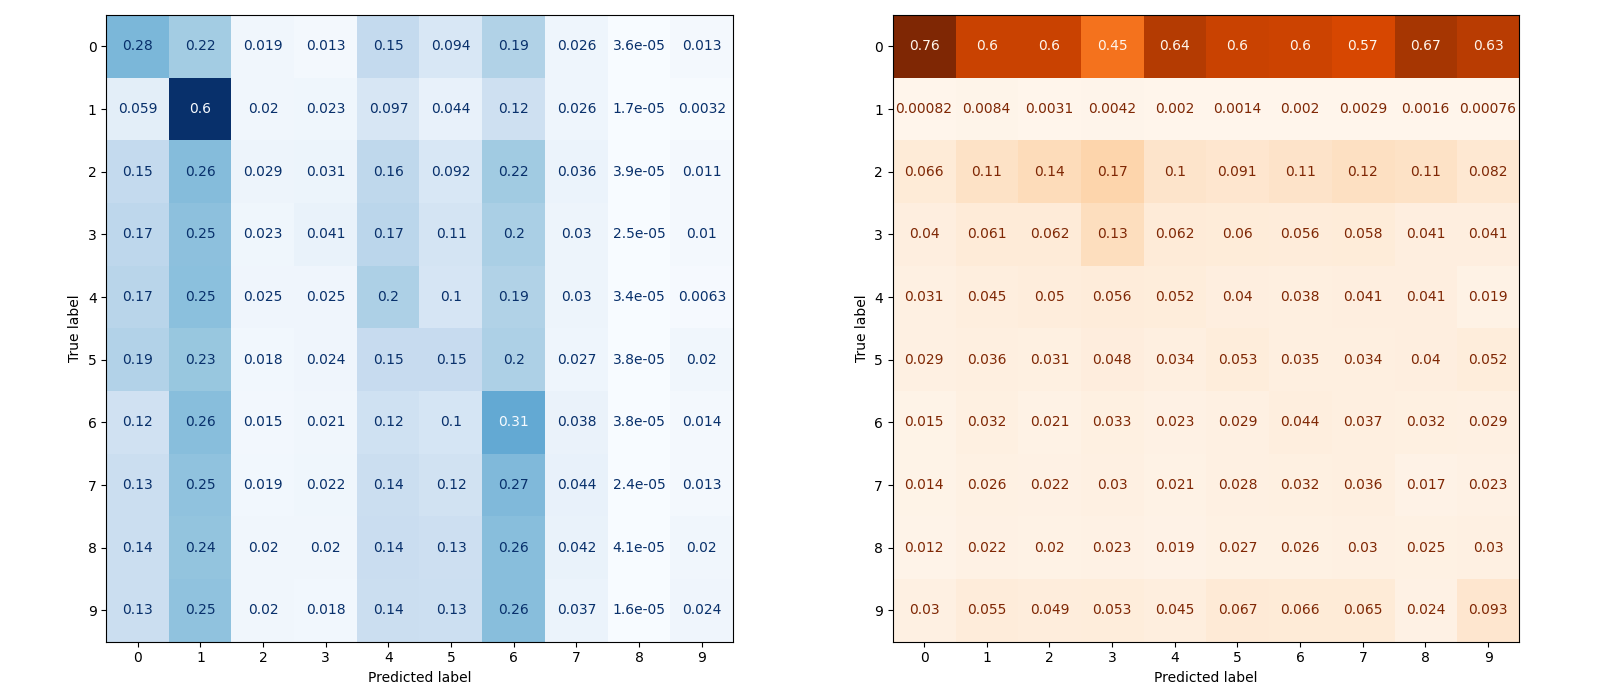 0 0.28 0.22 0.019 0.013 0.15 0.094 0.19 0.026 3.6e-05 0.013
1 0.059 0.6 0.02 0.023 0.097 0.044 0.12 0.026 1.7e-05 0.0032
2 0.15 0.26 0.029 0.031 0.16 0.092 0.22 0.036 3.9e-05 0.011
3 0.17 0.25 0.023 0.041 0.17 0.11 0.2 0.03 2.5e-05 0.01
4 0.17 0.25 0.025 0.025 0.2 0.1 0.19 0.03 3.4e-05 0.0063
5 0.19 0.23 0.018 0.024 0.15 0.15 0.2 0.027 3.8e-05 0.02
6 0.12 0.26 0.015 0.021 0.12 0.1 0.31 0.038 3.8e-05 0.014
7 0.13 0.25 0.019 0.022 0.14 0.12 0.27 0.044 2.4e-05 0.013
8 0.14 0.24 0.02 0.02 0.14 0.13 0.26 0.042 4.1e-05 0.02
9 0.13 0.25 0.02 0.018 0.14 0.13 0.26 0.037 1.6e-05 0.024
0 1 2 3 4 5 6 7 8 9
Predicted label
True label
0 0.76 0.6 0.6 0.45 0.64 0.6 0.6 0.57 0.67 0.63
1 0.00082 0.0084 0.0031 0.0042 0.002 0.0014 0.002 0.0029 0.0016 0.00076
2 0.066 0.11 0.14 0.17 0.1 0.091 0.11 0.12 0.11 0.082
3 0.04 0.061 0.062 0.13 0.062 0.06 0.056 0.058 0.041 0.041
4 0.031 0.045 0.05 0.056 0.052 0.04 0.038 0.041 0.041 0.019
5 0.029 0.036 0.031 0.048 0.034 0.053 0.035 0.034 0.04 0.052
6 0.015 0.032 0.021 0.033 0.023 0.029 0.044 0.037 0.032 0.029
7 0.014 0.026 0.022 0.03 0.021 0.028 0.032 0.036 0.017 0.023
8 0.012 0.022 0.02 0.023 0.019 0.027 0.026 0.03 0.025 0.03
9 0.03 0.055 0.049 0.053 0.045 0.067 0.066 0.065 0.024 0.093
0 1 2 3 4 5 6 7 8 9
Predicted label
True label